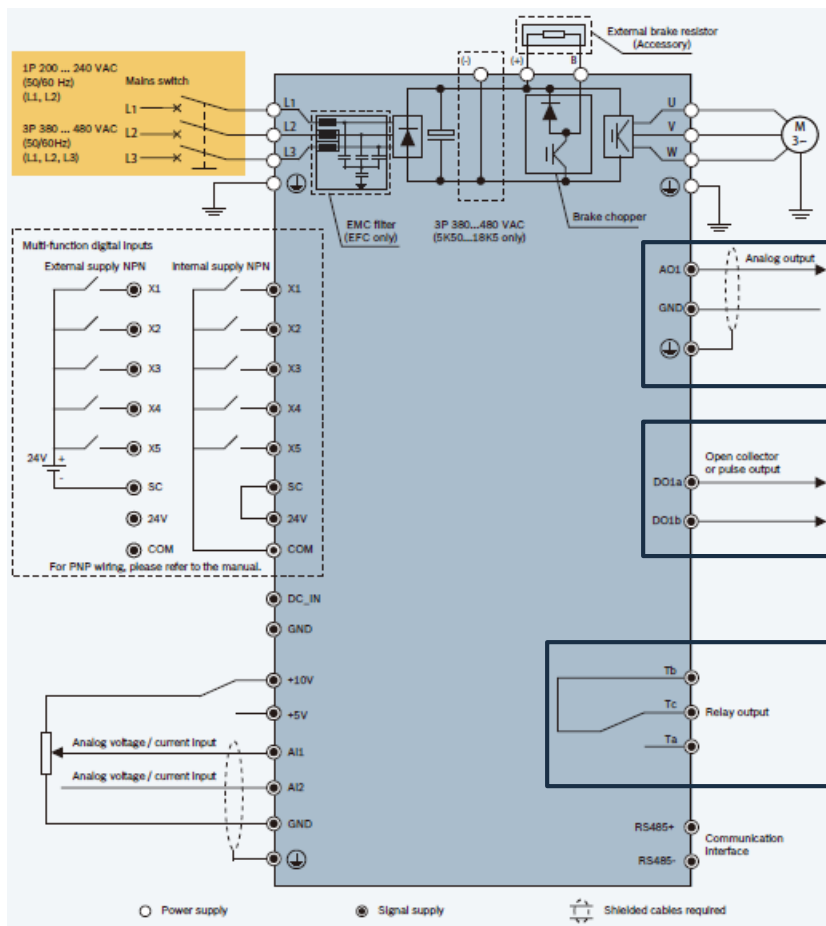 External brake resistor
(Accessory)
1P 200 ... 240 VAC
(50/60 Hz)
(L1, L2)
Mains switch
3P 380 ... 480 VAC
(50/60Hz)
(L1, L2, L3)
L1
L2
L3
L1
L2
L3
(-)
(+)
B
U
V
W
M
3~
EMC filter
(EFC only)
3P 380...480 VAC
(5K50...18K5 only)
Brake chopper
Multi-function digital inputs
External supply NPN
Internal supply NPN
X1
X1
X2
X2
X3
X3
X4
X4
X5
X5
24V
+
-
SC
SC
24V
24V
COM
COM
For PNP wiring, please refer to the manual.
DC_IN
GND
+10V
+5V
Analog voltage / current input
AI1
Analog voltage / current input
AI2
GND
AO1
Analog output
GND
Open collector
or pulse output
DO1a
DO1b
Tb
Tc
Relay output
Ta
RS485+
Communication
Interface
RS485-
Power supply
Signal supply
Shielded cables required